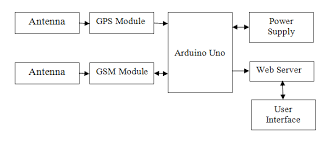 Antenna
GPS Module
Arduino Uno
Power
Supply
Antenna
GSM Module
Web Server
User
Interface